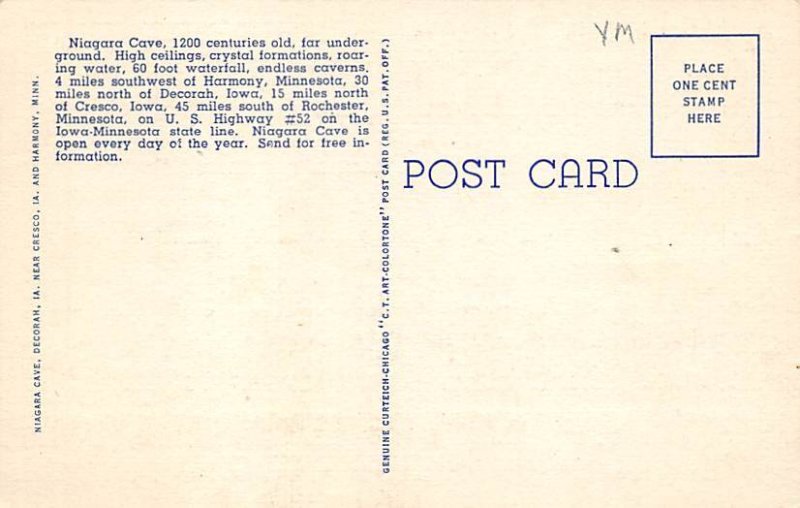 Niagara Cave, 1200 centuries old, far under-
ground. High ceilings, crystal formations, roar-
ing water, 60 foot waterfall, endless caverns.
4 miles southwest of Harmony, Minnesota, 30
miles north of Decorah, Iowa, 15 miles north
of Cresco, Iowa, 45 miles south of Rochester,
Minnesota, on U. S. Highway #52 on the
Iowa-Minnesota state line. Niagara Cave is
open every day of the year. Send for free in-
formation.
NIAGARA CAVE, DECORAH, IA. NEAR CRESCO, IA. AND HARMONY, MINN.
GENUINE CURTEICH-CHICAGO "C.T. ART-COLORTONE" POST CARD (REG. U.S. PAT. OFF.)
POST CARD
YM
PLACE
ONE CENT
STAMP
HERE